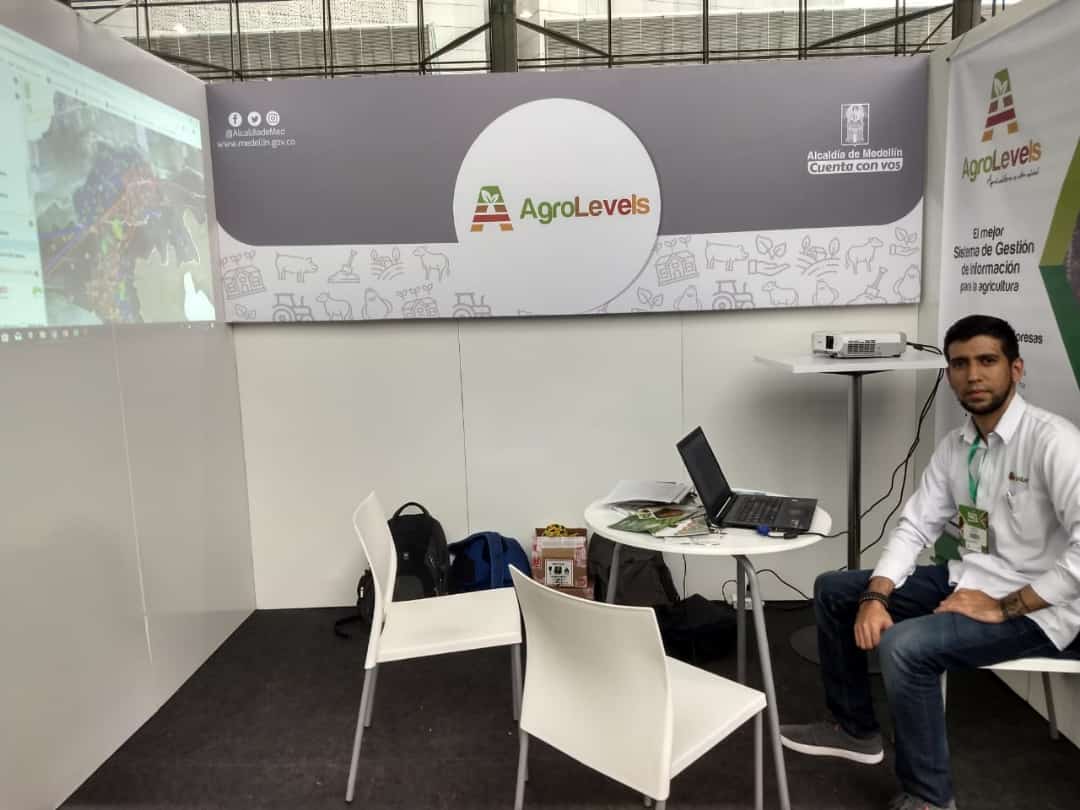 @AlcaldiadeMed
www.medellin.gov.co
AgroLevels
Alcaldía de Medellín
Cuenta con vos
AgroLevels
El mejor
Sistema de Gestión
de Información
para la agricultura